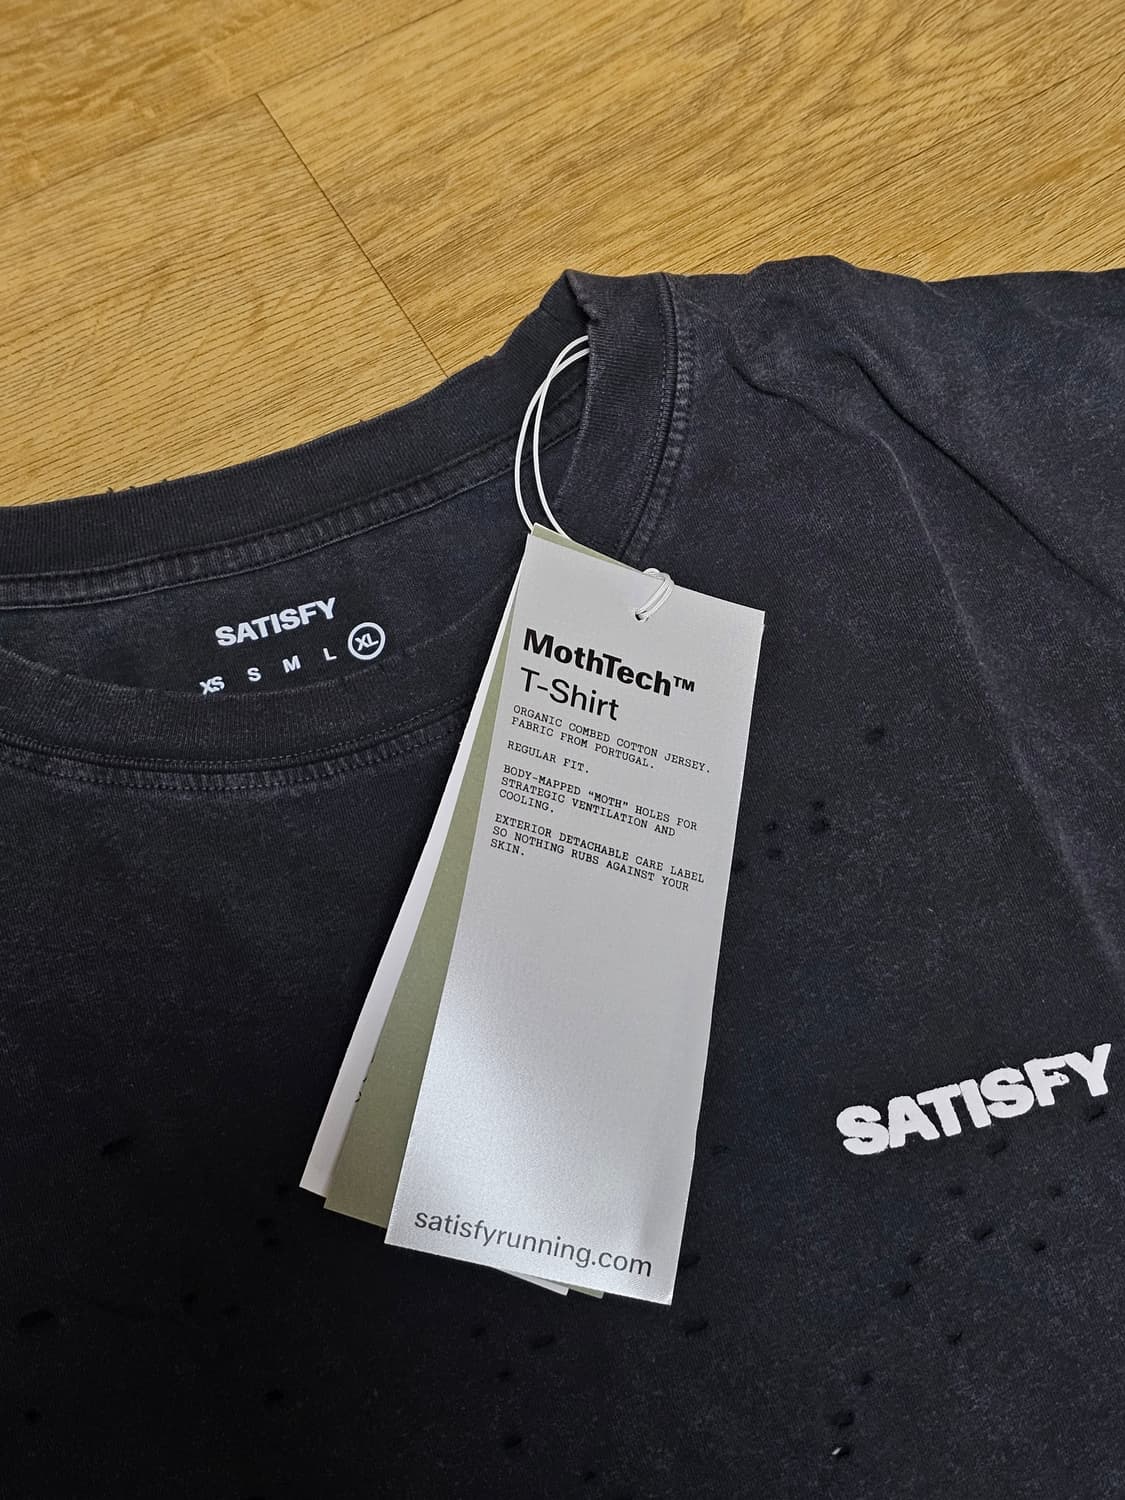 SATISFY
XS S M L XL
MothTech™
T-Shirt
ORGANIC COMBED COTTON JERSEY.
FABRIC FROM PORTUGAL.
REGULAR FIT.
BODY-MAPPED “MOTH” HOLES FOR
STRATEGIC VENTILATION AND
COOLING.
EXTERIOR DETACHABLE CARE LABEL
SO NOTHING RUBS AGAINST YOUR
SKIN.
satisfyrunning.com
SATISFY